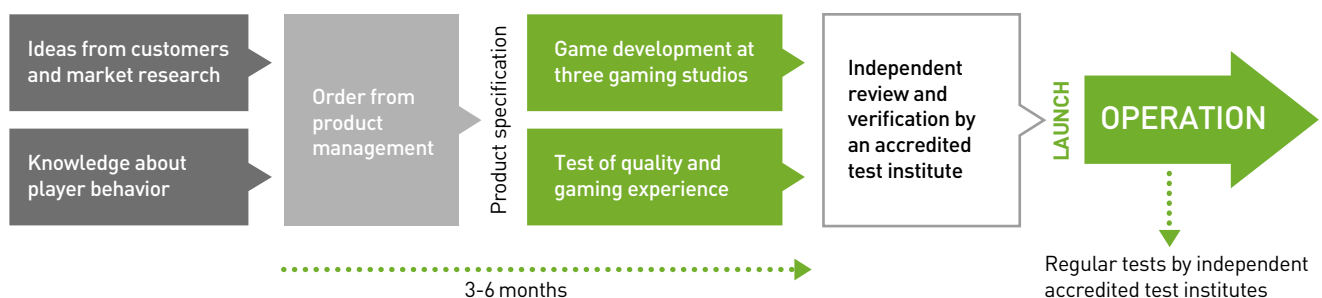 Ideas from customers
and market research
Knowledge about
player behavior
Order from
product
management
Product specification
Game development at
three gaming studios
Test of quality and
gaming experience
Independent
review and
verification by
an accredited
test institute
LAUNCH
OPERATION
3-6 months
Regular tests by independent
accredited test institutes